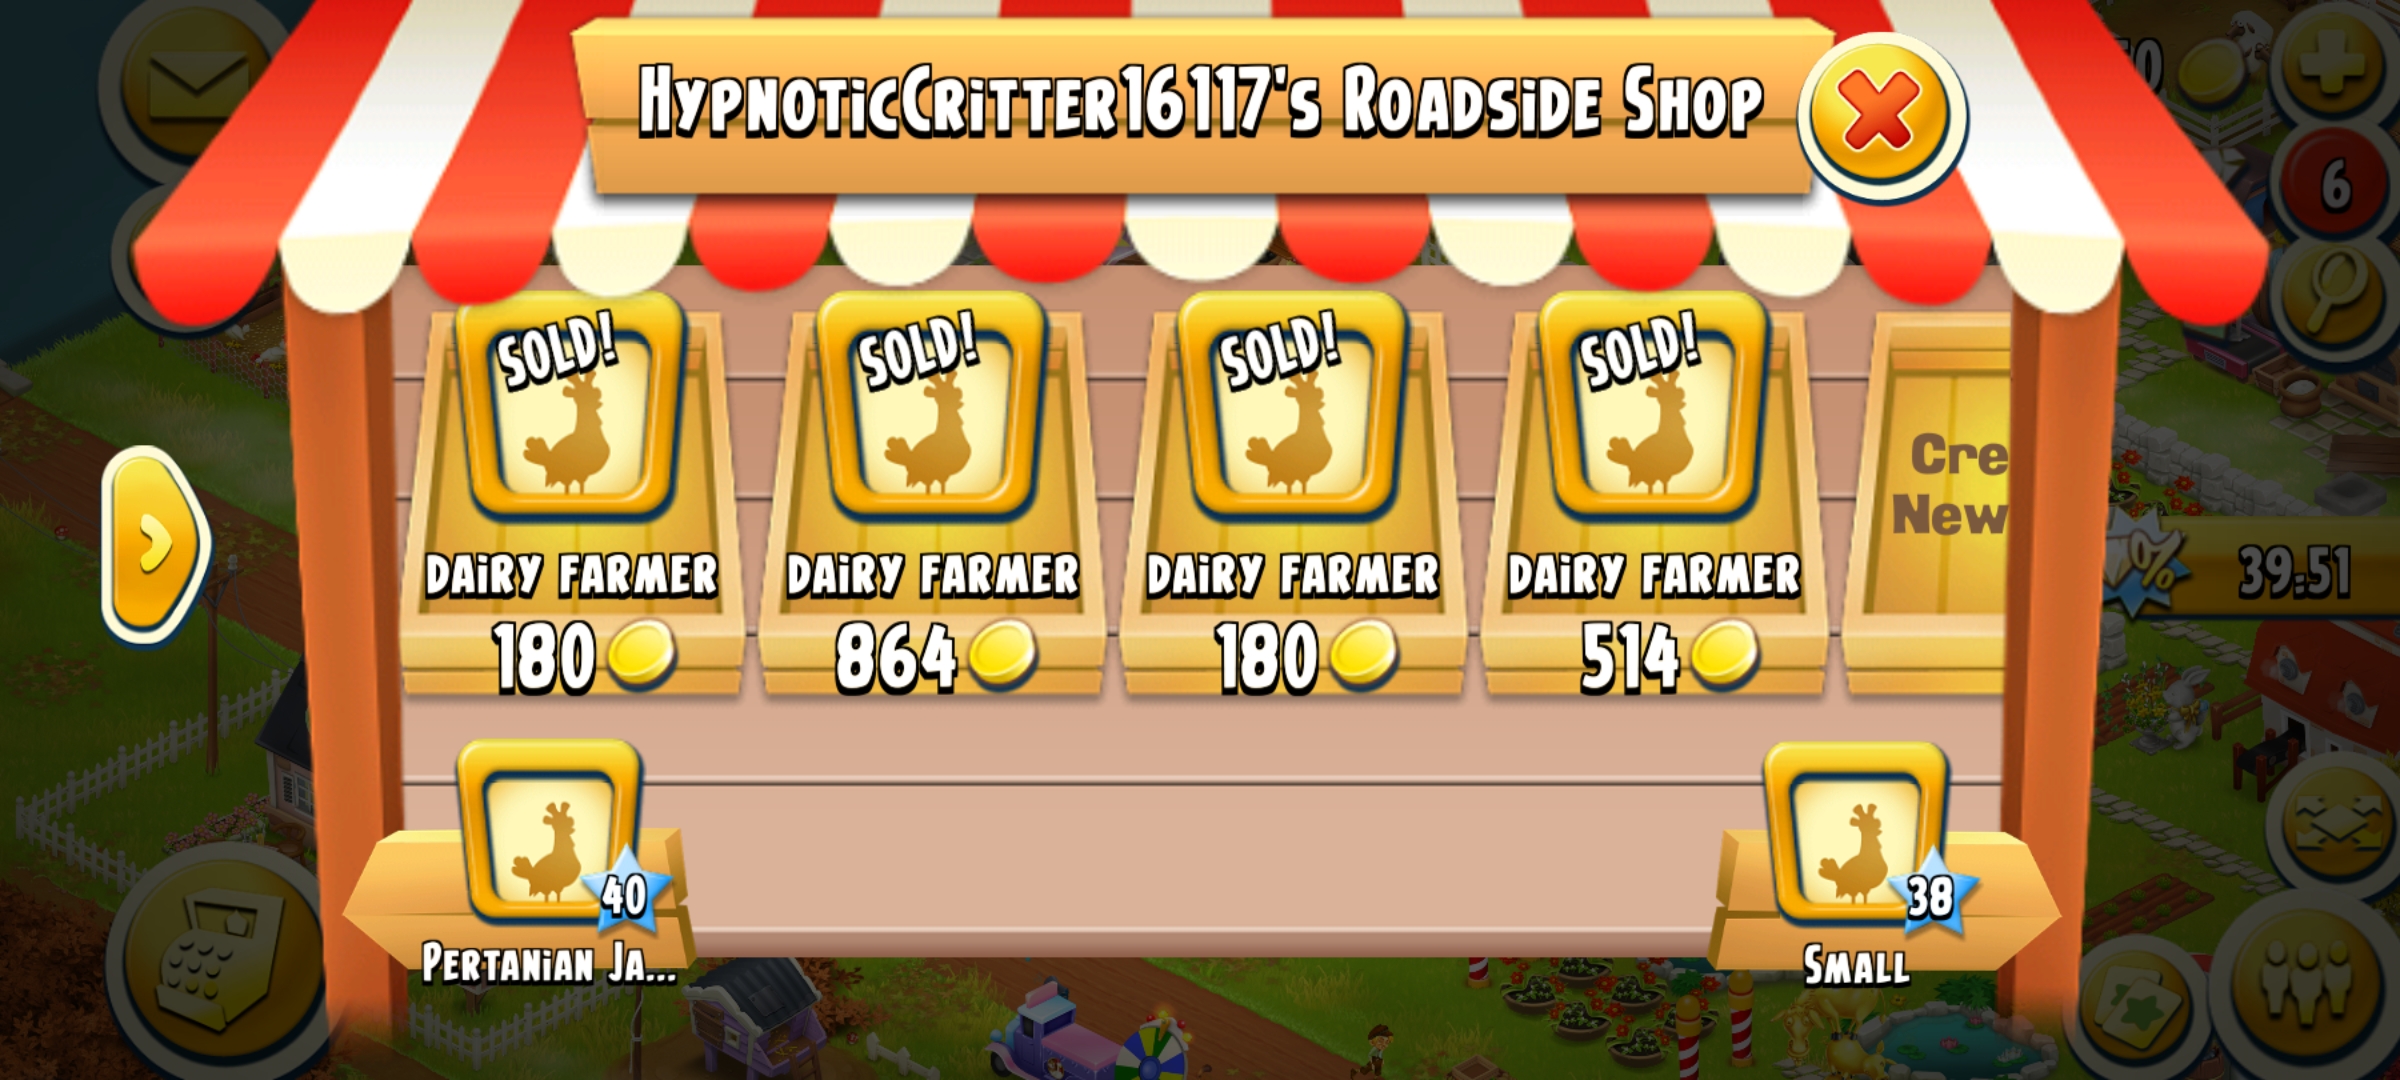 HypnoticCritter16117's Roadside Shop
6
SOLD!
SOLD!
SOLD!
SOLD!
Cre
New
DAIRY FARMER
DAIRY FARMER
DAIRY FARMER
DAIRY FARMER
39:51
180
864
180
514
40
38
Pertanian Ja...
Small